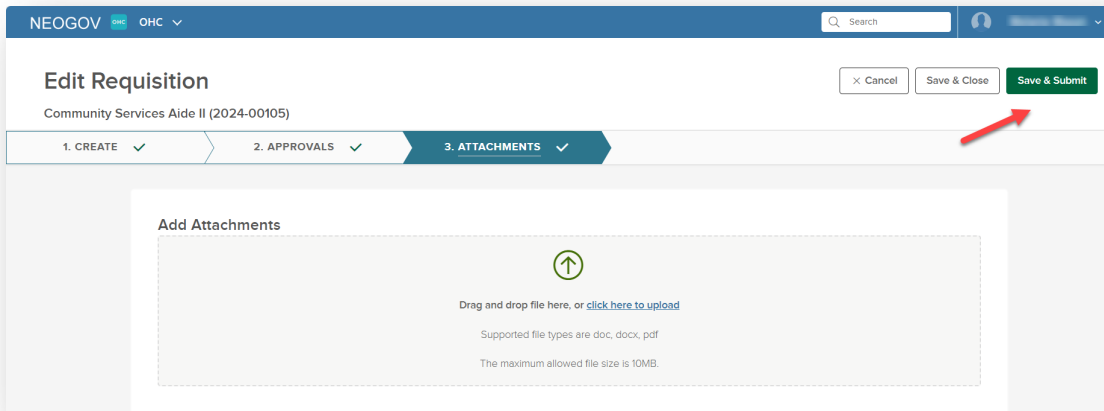 NEOGOV OHC OHC Search
Edit Requisition × Cancel Save & Close Save & Submit
Community Services Aide II (2024-00105)
1. CREATE 2. APPROVALS 3. ATTACHMENTS
Add Attachments
Drag and drop file here, or click here to upload
Supported file types are doc, docx, pdf
The maximum allowed file size is 10MB.